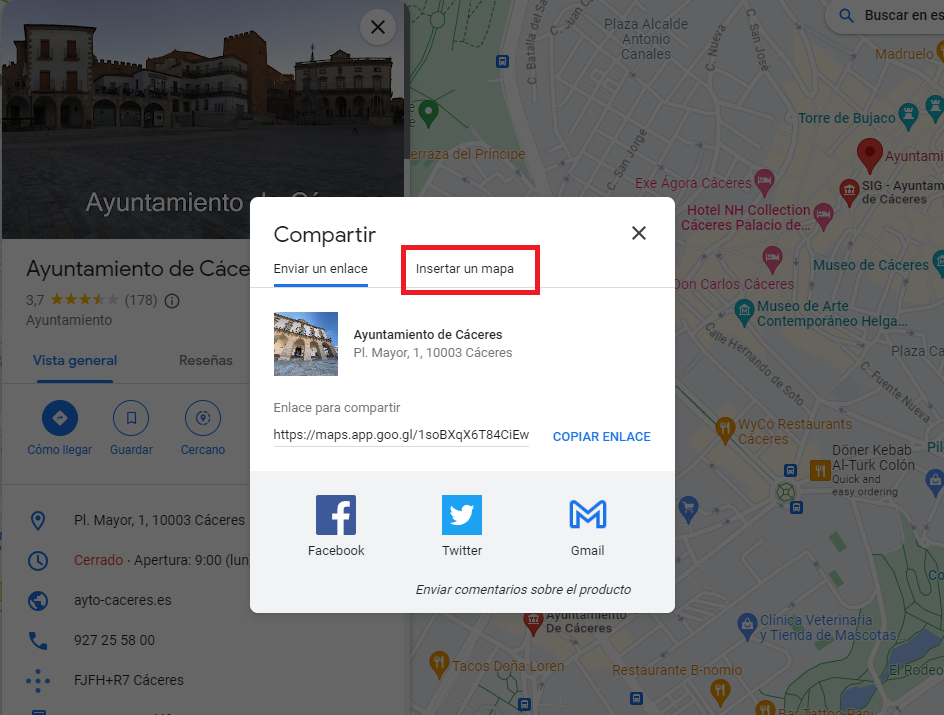 Ayuntamiento de Các
Ayuntamiento de Các
3,7
(178)
Ayuntamiento
Vista general
Reseñas
Cómo llegar
Guardar
Cercano
Pl. Mayor, 1, 10003 Cáceres
Cerrado · Apertura: 9:00 (lun
ayto-caceres.es
927 25 58 00
FJFH+R7 Cáceres
Compartir
Enviar un enlace
Insertar un mapa
Ayuntamiento de Cáceres
Pl. Mayor, 1, 10003 Cáceres
Enlace para compartir
https://maps.app.goo.gl/1soBXqX6T84CiEw
COPIAR ENLACE
Facebook
Twitter
Gmail
Enviar comentarios sobre el producto
Buscar en es
Plaza Alcalde
Antonio
Canales
C. Batalla del
C. Juan C
C. Nueva
C. San José
Madruelo
Torre de Bujaco
Ayuntami
erraza del Príncipe
C. San Jorge
Exe Ágora Cáceres
SIG - Ayuntam
de Cáceres
Hotel NH Collection
Cáceres Palacio de...
Museo de Cáceres
Don Carlos Cáceres
Museo de Arte
Contemporáneo Helga...
Calle Hernando de Soto
Plaza Ca
C. Fuente Nueva
WyCo Restaurants
Cáceres
Döner Kebab
Al-Turk Colón
Quick and
easy ordering
Pil
Co
Ayuntamiento
De Cáceres
Clínica Veterinaria
y Tienda de Mascotas...
Tacos Doña Loren
Restaurante B-nomio
El Rodeo
Bar Tattoo Pani